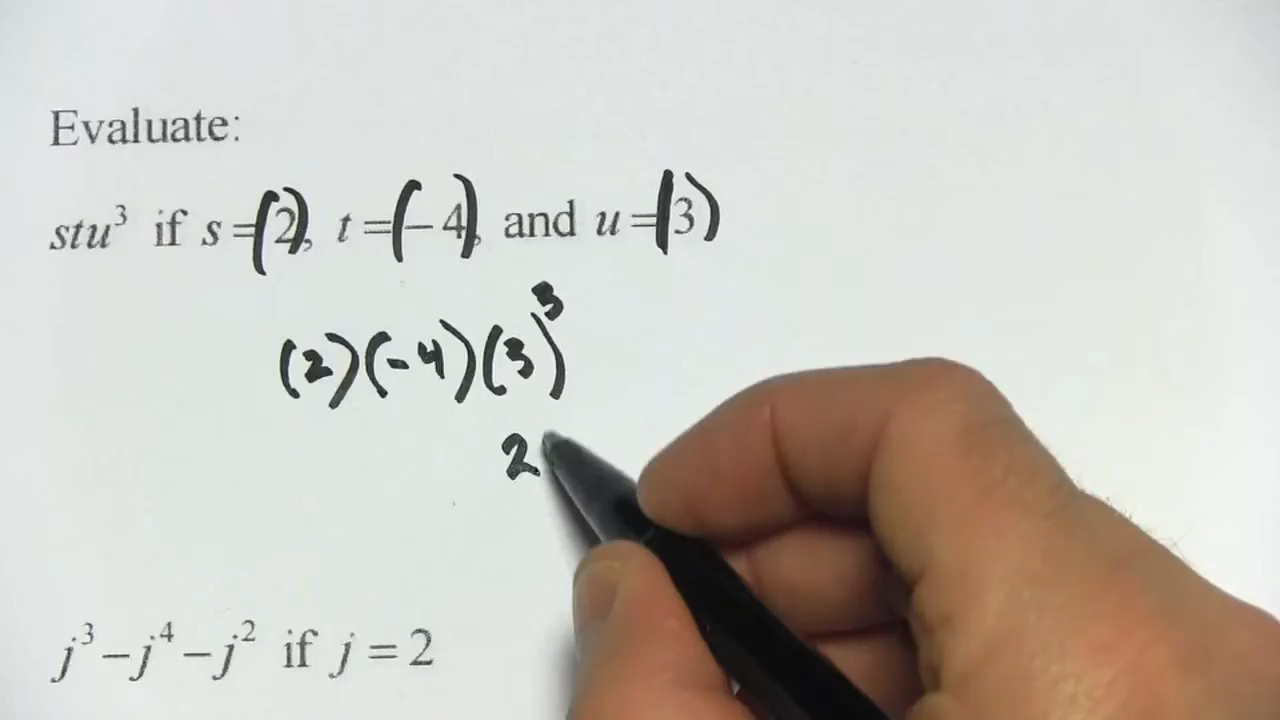 Evaluate:
stu³ if s=(2), t=(-4), and u=(3)
(2)(-4)(3)³
2
j³-j⁴-j² if j=2